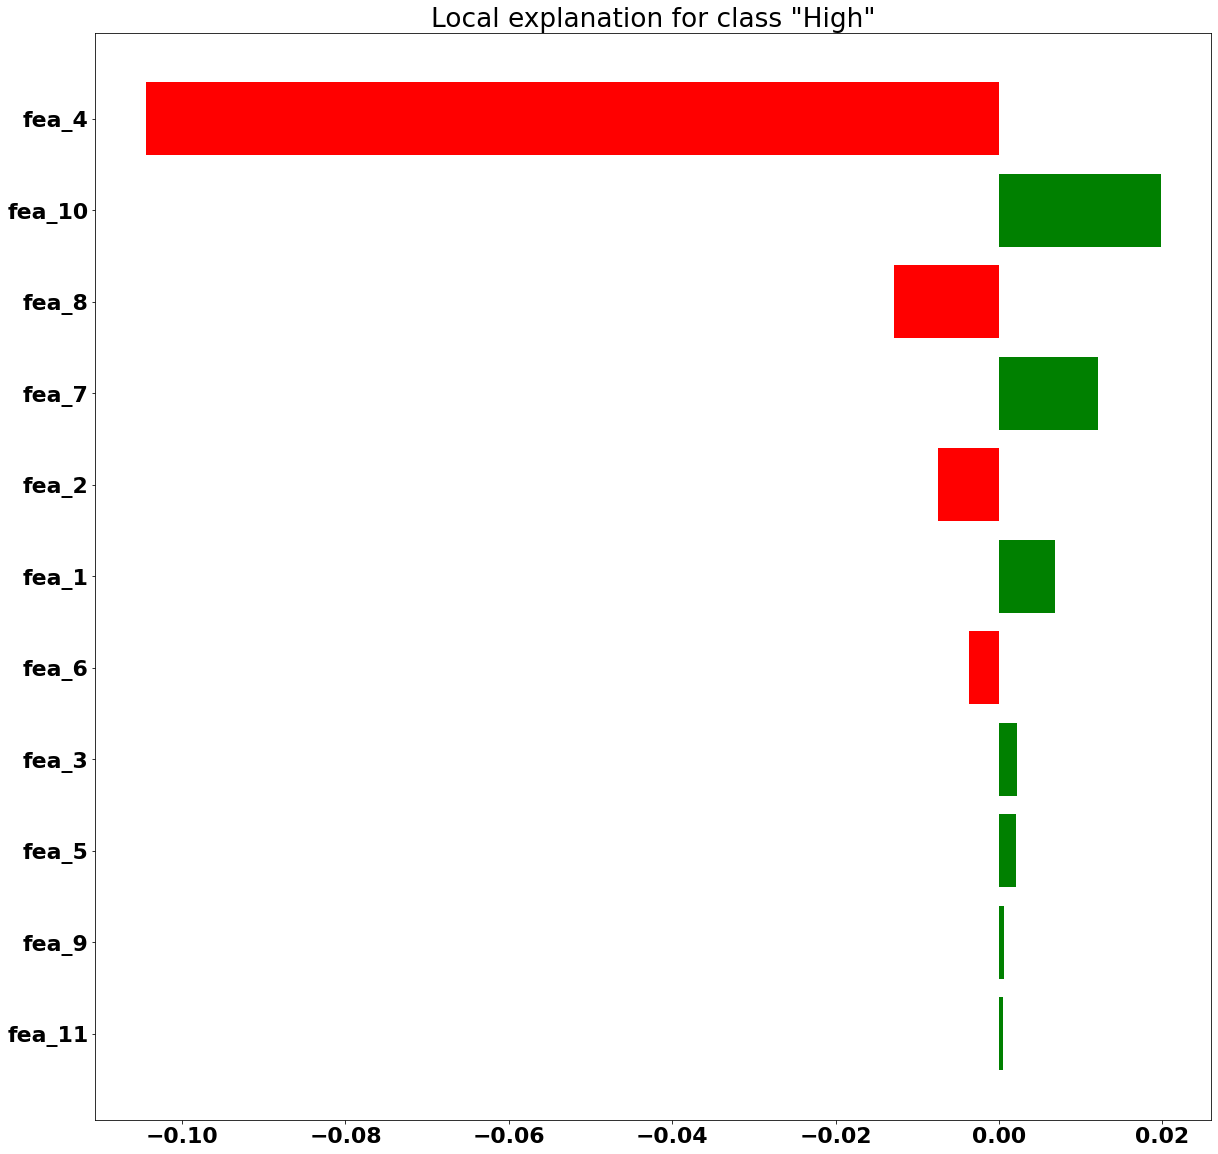 Local explanation for class "High"
fea_4
fea_10
fea_8
fea_7
fea_2
fea_1
fea_6
fea_3
fea_5
fea_9
fea_11
−0.10 −0.08 −0.06 −0.04 −0.02 0.00 0.02